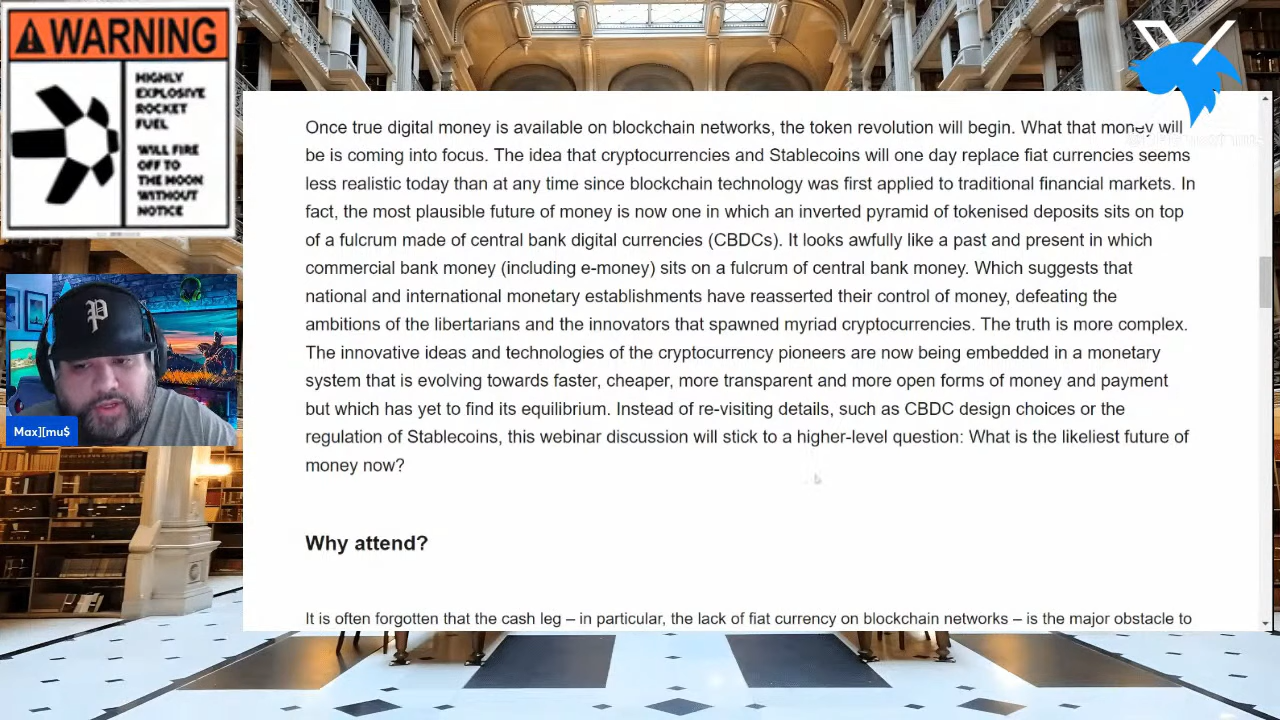 WARNING
HIGHLY
EXPLOSIVE
ROCKET
FUEL
WILL FIRE
OFF TO
THE MOON
WITHOUT
NOTICE
Once true digital money is available on blockchain networks, the token revolution will begin. What that money will
be is coming into focus. The idea that cryptocurrencies and Stablecoins will one day replace fiat currencies seems
less realistic today than at any time since blockchain technology was first applied to traditional financial markets. In
fact, the most plausible future of money is now one in which an inverted pyramid of tokenised deposits sits on top
of a fulcrum made of central bank digital currencies (CBDCs). It looks awfully like a past and present in which
commercial bank money (including e-money) sits on a fulcrum of central bank money. Which suggests that
national and international monetary establishments have reasserted their control of money, defeating the
ambitions of the libertarians and the innovators that spawned myriad cryptocurrencies. The truth is more complex.
The innovative ideas and technologies of the cryptocurrency pioneers are now being embedded in a monetary
system that is evolving towards faster, cheaper, more transparent and more open forms of money and payment
but which has yet to find its equilibrium. Instead of re-visiting details, such as CBDC design choices or the
regulation of Stablecoins, this webinar discussion will stick to a higher-level question: What is the likeliest future of
money now?
Why attend?
It is often forgotten that the cash leg – in particular, the lack of fiat currency on blockchain networks – is the major obstacle to
P
Max][mu$